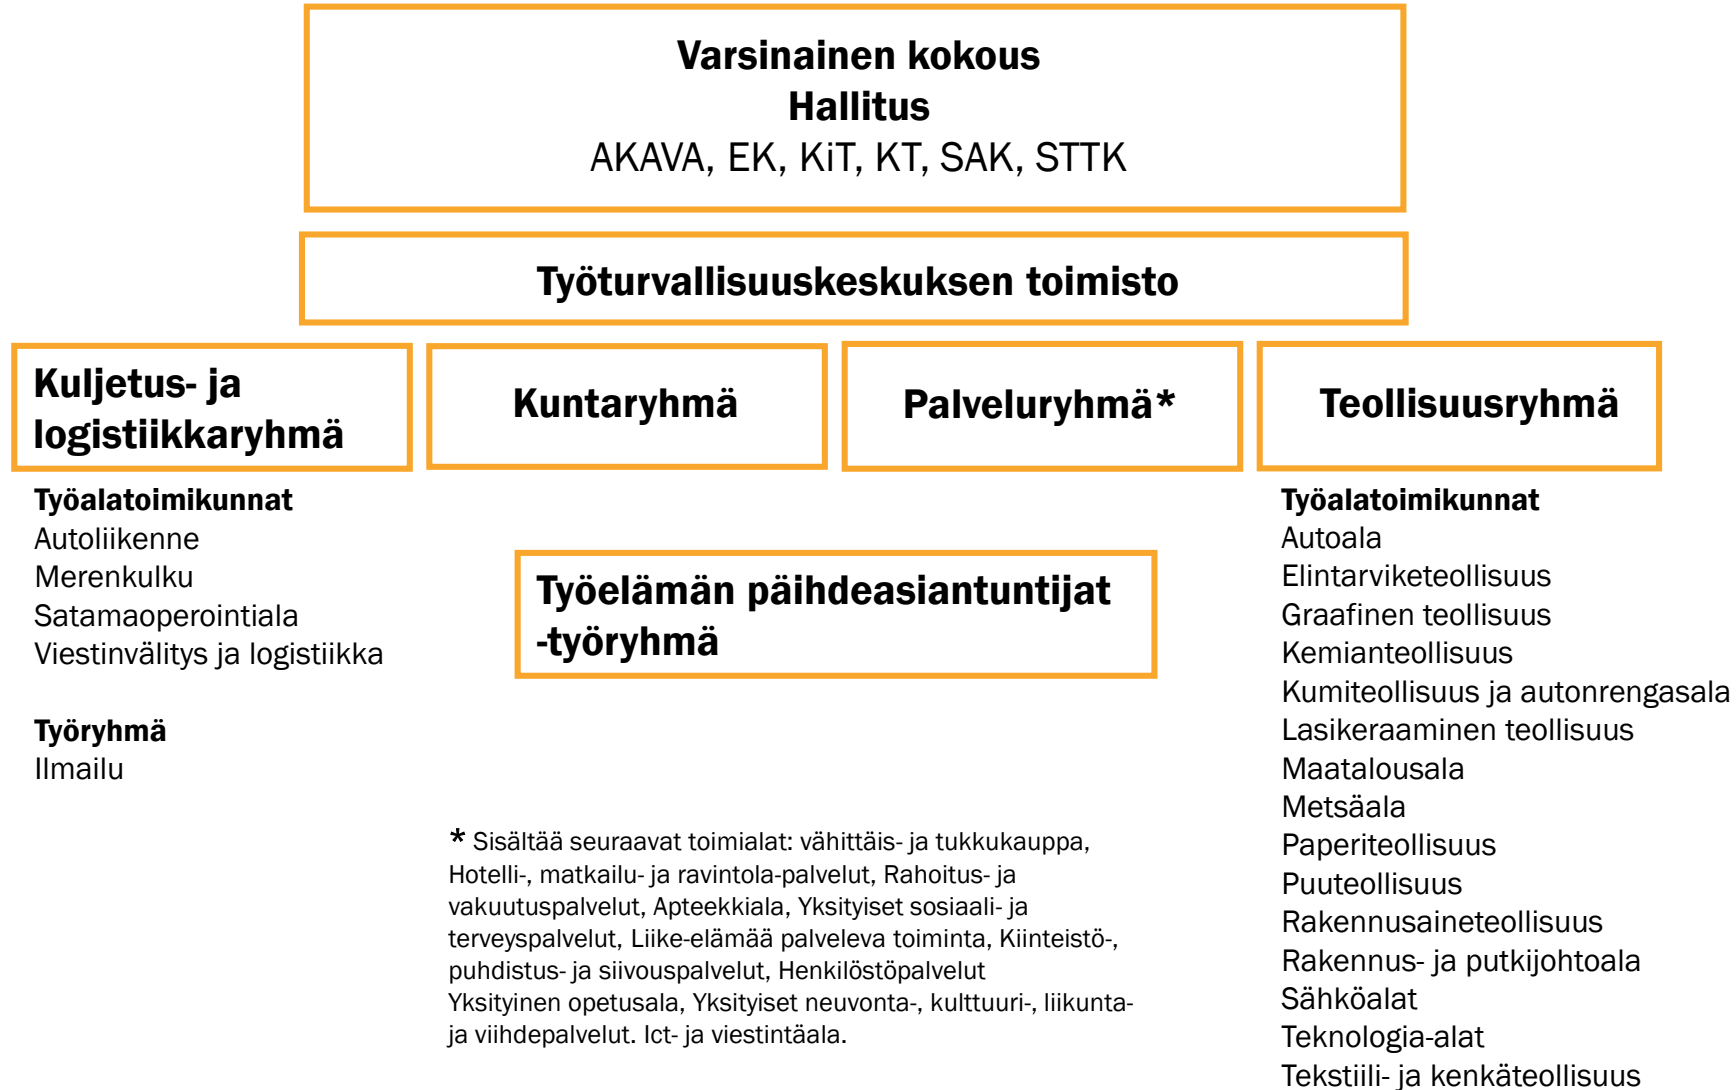 Varsinainen kokous
Hallitus
AKAVA, EK, KiT, KT, SAK, STTK
Työturvallisuuskeskuksen toimisto
Kuljetus- ja
logistiikkaryhmä
Kuntaryhmä
Palveluryhmä*
Teollisuusryhmä
Työalatoimikunnat
Autoliikenne
Merenkulku
Satamaoperointiala
Viestinvälitys ja logistiikka
Työryhmä
Ilmailu
Työelämän päihdeasiantuntijat
-työryhmä
* Sisältää seuraavat toimialat: vähittäis- ja tukkukauppa,
Hotelli-, matkailu- ja ravintola-palvelut, Rahoitus- ja
vakuutuspalvelut, Apteekkiala, Yksityiset sosiaali- ja
terveyspalvelut, Liike-elämää palveleva toiminta, Kiinteistö-,
puhdistus- ja siivouspalvelut, Henkilöstöpalvelut
Yksityinen opetusala, Yksityiset neuvonta-, kulttuuri-, liikunta-
ja viihdepalvelut. Ict- ja viestintäala.
Työalatoimikunnat
Autoala
Elintarviketeollisuus
Graafinen teollisuus
Kemianteollisuus
Kumiteollisuus ja autonrengasala
Lasikeraaminen teollisuus
Maatalousala
Metsäala
Paperiteollisuus
Puuteollisuus
Rakennusaineteollisuus
Rakennus- ja putkijohtoala
Sähköalat
Teknologia-alat
Tekstiili- ja kenkäteollisuus